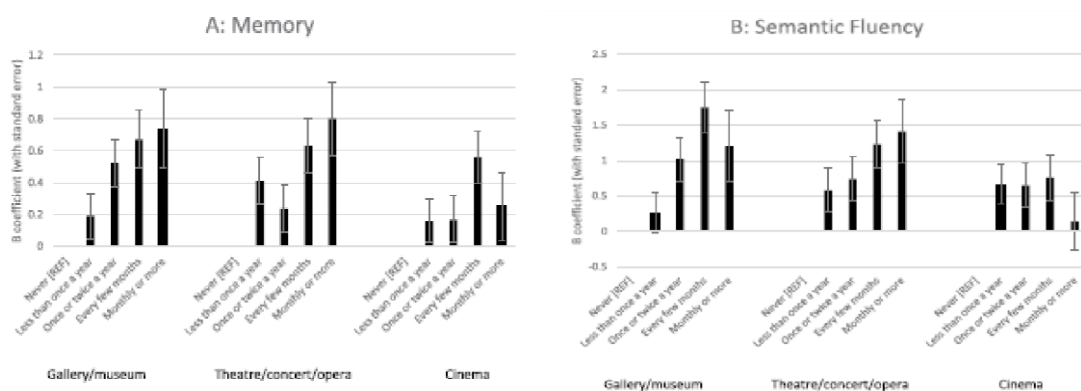 A: Memory
B coefficient (with standard error)
1.2
1
0.8
0.6
0.4
0.2
0
Never [REF]
Less than once a year
Once or twice a year
Every few months
Monthly or more
Never [REF]
Less than once a year
Once or twice a year
Every few months
Monthly or more
Never [REF]
Less than once a year
Once or twice a year
Every few months
Monthly or more
Gallery/museum
Theatre/concert/opera
Cinema
B: Semantic Fluency
B coefficient (with standard error)
2.5
2
1.5
1
0.5
0
-0.5
Never [REF]
Less than once a year
Once or twice a year
Every few months
Monthly or more
Never [REF]
Less than once a year
Once or twice a year
Every few months
Monthly or more
Never [REF]
Less than once a year
Once or twice a year
Every few months
Monthly or more
Gallery/museum
Theatre/concert/opera
Cinema